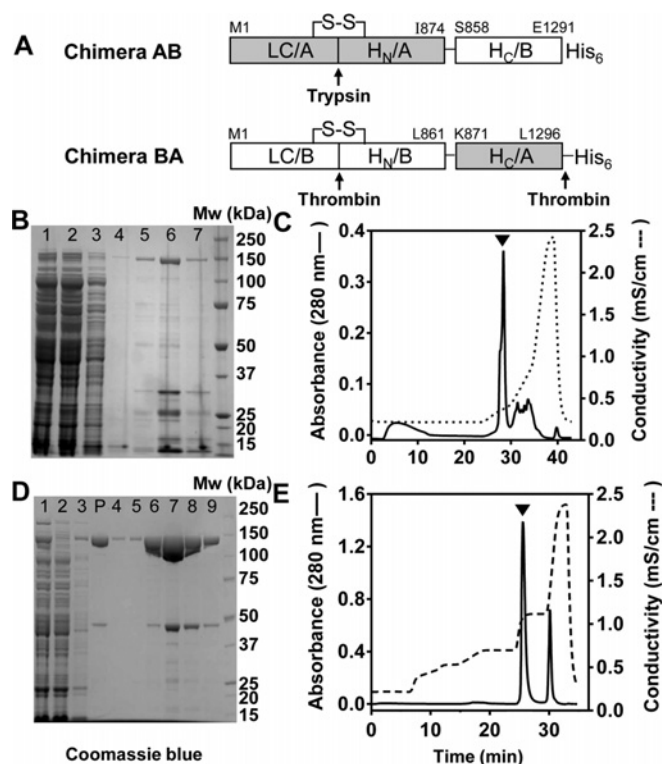 A
Chimera AB
M1
S-S
I874
S858
E1291
LC/A
H_N/A
H_C/B
His6
Trypsin
Chimera BA
M1
S-S
L861
K871
L1296
LC/B
H_N/B
H_C/A
His6
Thrombin
Thrombin
B
1 2 3 4 5 6 7
Mw (kDa)
250
150
100
75
50
37
25
20
15
C
Absorbance (280 nm—)
0.4
0.3
0.2
0.1
0.0
0 10 20 30 40
2.5
2.0
1.5
1.0
0.5
0.0
Conductivity (mS/cm ---)
D
1 2 3 P 4 5 6 7 8 9
Mw (kDa)
250
150
100
75
50
37
25
20
15
Coomassie blue
E
Absorbance (280 nm—)
1.6
1.2
0.8
0.4
0.0
0 10 20 30
Time (min)
2.5
2.0
1.5
1.0
0.5
0.0
Conductivity (mS/cm ---)